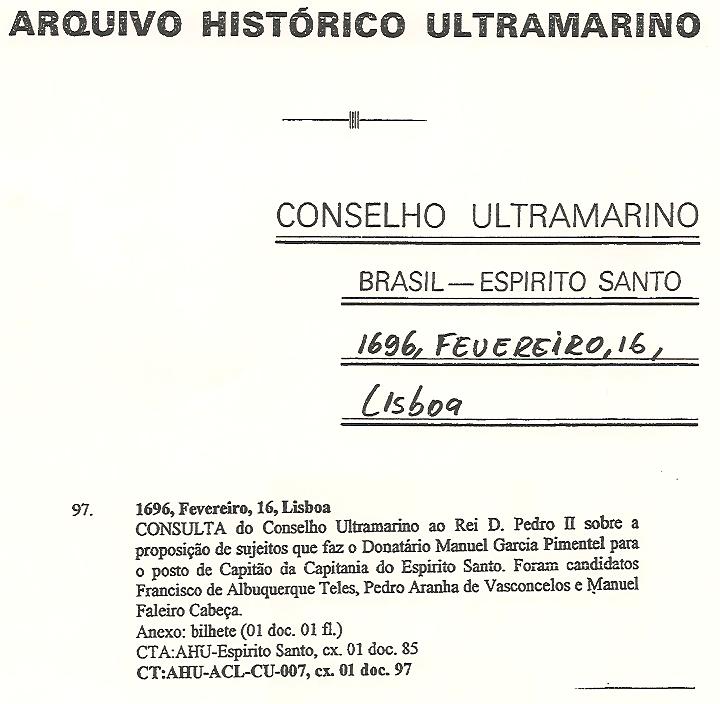 ARQUIVO HISTÓRICO ULTRAMARINO
CONSELHO ULTRAMARINO
BRASIL — ESPIRITO SANTO
1696, FEVEREIRO, 16,
Lisboa
97. 1696, Fevereiro, 16, Lisboa
CONSULTA do Conselho Ultramarino ao Rei D. Pedro II sobre a
proposição de sujeitos que faz o Donatário Manuel Garcia Pimentel para
o posto de Capitão da Capitania do Espirito Santo. Foram candidatos
Francisco de Albuquerque Teles, Pedro Aranha de Vasconcelos e Manuel
Faleiro Cabeça.
Anexo: bilhete (01 doc. 01 fl.)
CTA:AHU-Espirito Santo, cx. 01 doc. 85
CT:AHU-ACL-CU-007, cx. 01 doc. 97